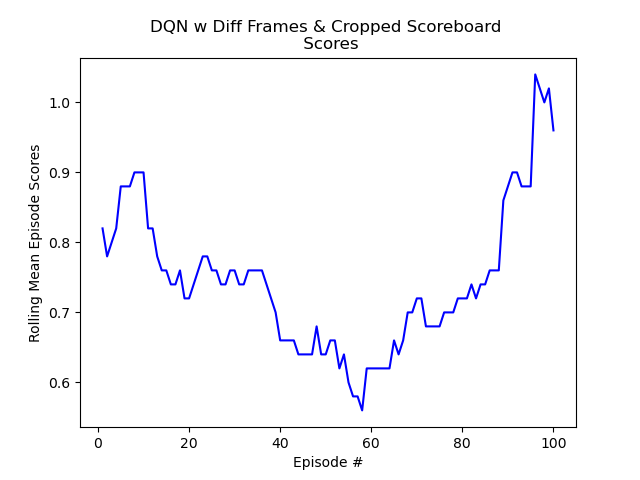 DQN w Diff Frames & Cropped Scoreboard
Scores
1.0
0.9
0.8
0.7
0.6
Rolling Mean Episode Scores
0 20 40 60 80 100
Episode #